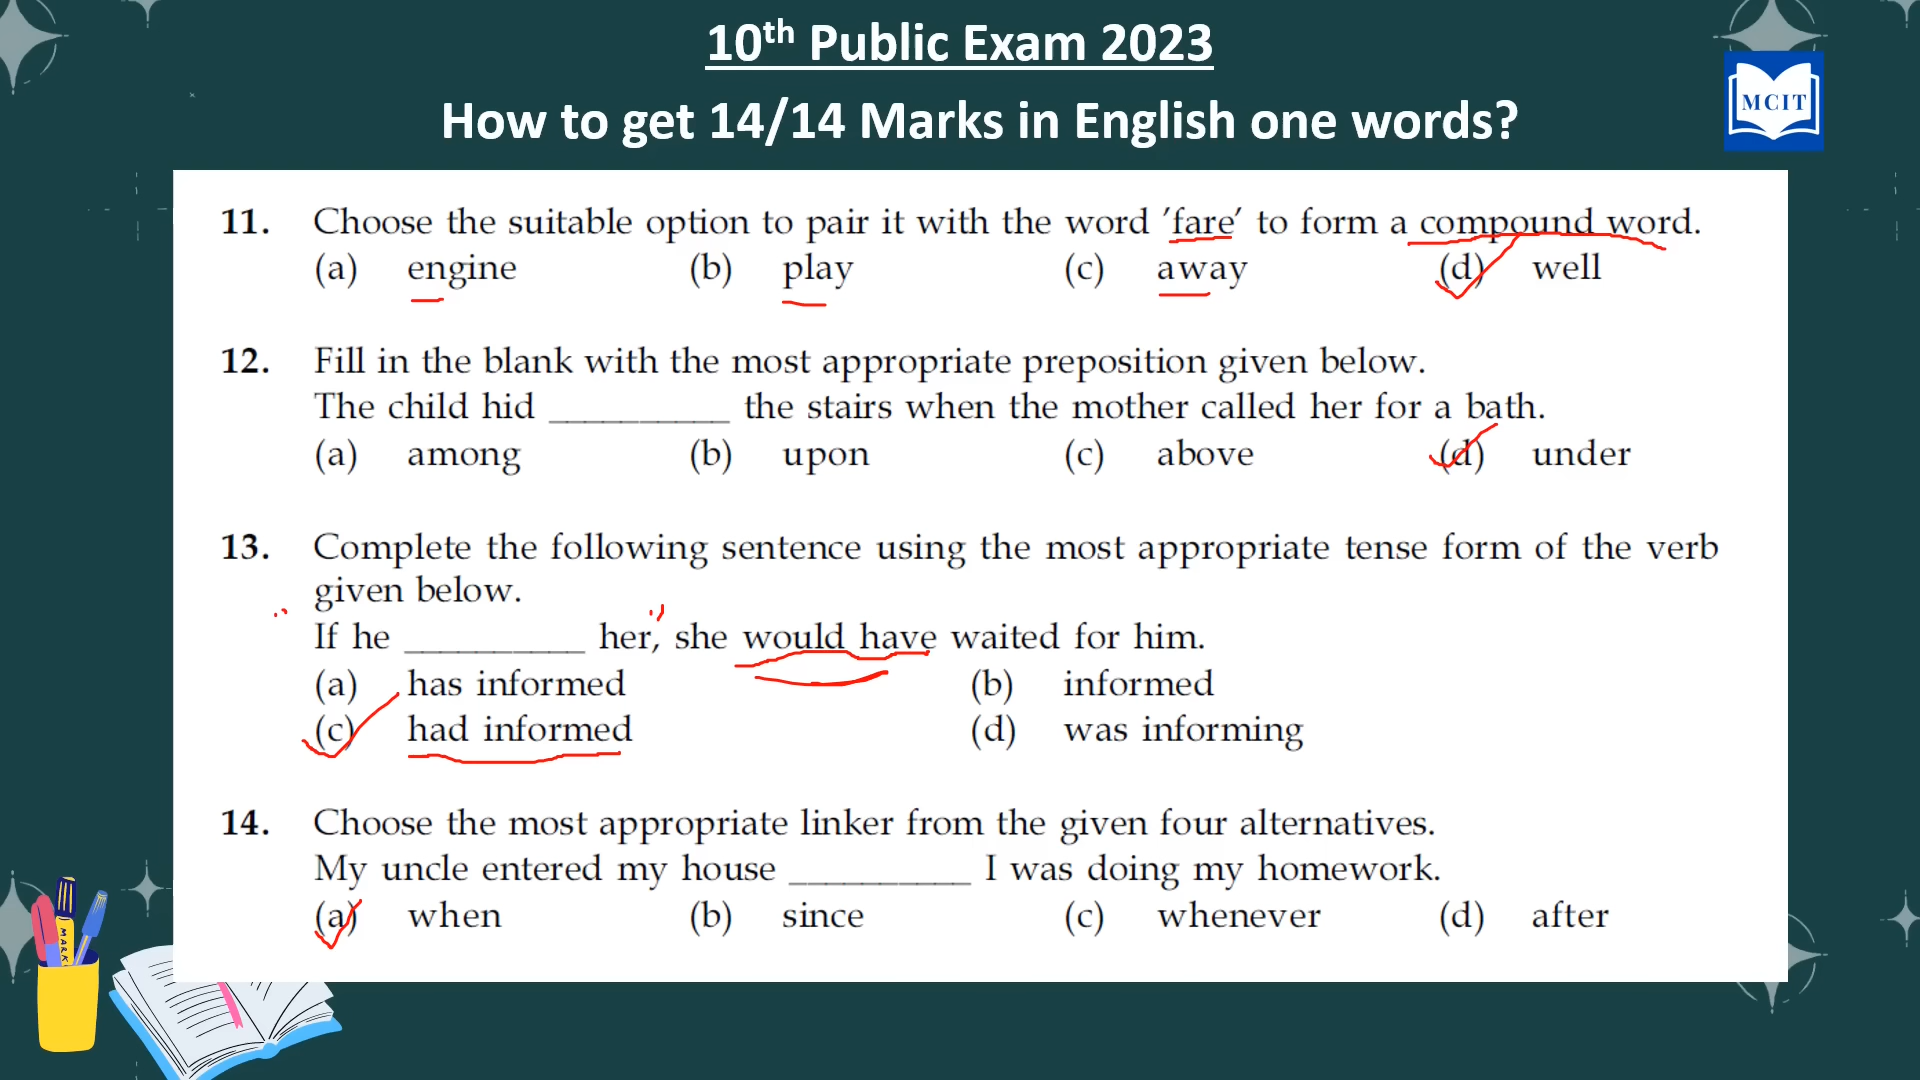 10th Public Exam 2023
How to get 14/14 Marks in English one words?
MCIT
11. Choose the suitable option to pair it with the word 'fare' to form a compound word.
(a) engine (b) play (c) away (d) well
12. Fill in the blank with the most appropriate preposition given below.
The child hid __________ the stairs when the mother called her for a bath.
(a) among (b) upon (c) above (d) under
13. Complete the following sentence using the most appropriate tense form of the verb
given below.
If he __________ her, she would have waited for him.
(a) has informed (b) informed
(c) had informed (d) was informing
14. Choose the most appropriate linker from the given four alternatives.
My uncle entered my house __________ I was doing my homework.
(a) when (b) since (c) whenever (d) after